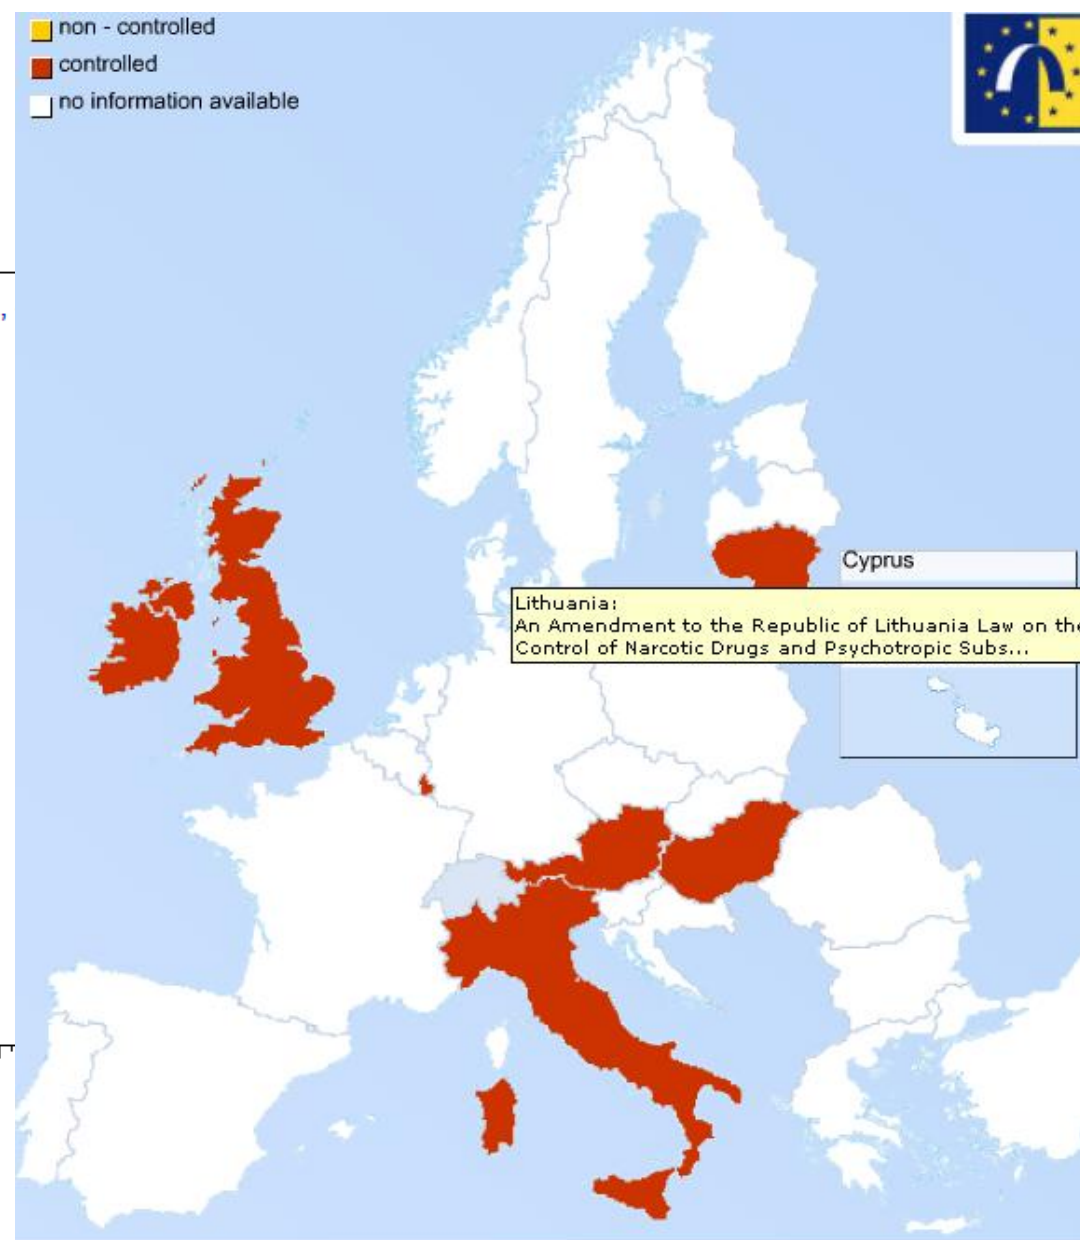 non - controlled
controlled
no information available
,
Cyprus
Lithuania:
An Amendment to the Republic of Lithuania Law on the
Control of Narcotic Drugs and Psychotropic Subs...